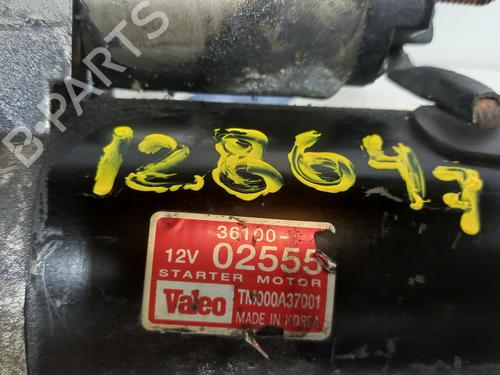 B-PARTS
128647
36100-
12V 02555
STARTER MOTOR
Valeo TM000A37001
MADE IN KOREA